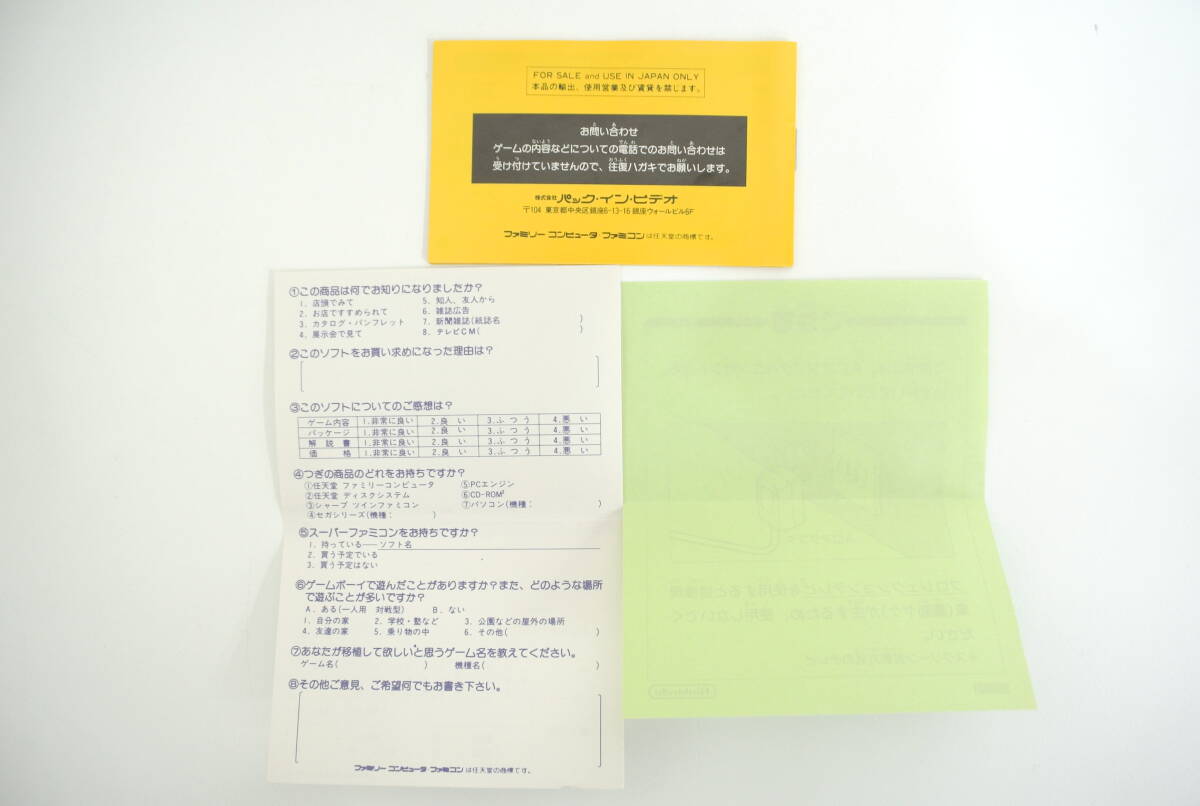 FOR SALE and USE IN JAPAN ONLY
本品の輸出、使用営業及び賃貸を禁じます。
お問い合わせ
ゲームの内容などについての電話でのお問い合わせは
受け付けていませんので、往復ハガキでお願いします。
株式会社 パック・イン・ビデオ
〒104 東京都中央区銀座6-13-16 銀座ウォールビル6F
ファミリーコンピュータ・ファミコンは任天堂の商標です。
①この商品は何でお知りになりましたか?
1. 店頭でみて 5. 知人、友人から
2. お店ですすめられて 6. 雑誌広告
3. カタログ・パンフレット 7. 新聞雑誌(紙誌名 )
4. 展示会で見て 8. テレビCM( )
②このソフトをお買い求めになった理由は?
③このソフトについてのご感想は?
ゲーム内容 1.非常に良い 2.良い 3.ふつう 4.悪い
パッケージ 1.非常に良い 2.良い 3.ふつう 4.悪い
解説書 1.非常に良い 2.良い 3.ふつう 4.悪い
価格 1.非常に良い 2.良い 3.ふつう 4.悪い
④つぎの商品のどれをお持ちですか?
①任天堂 ファミリーコンピュータ ⑤PCエンジン
②任天堂 ディスクシステム ⑥CD-ROM²
③シャープ ツインファミコン ⑦パソコン(機種: )
④セガシリーズ(機種: )
⑤スーパーファミコンをお持ちですか?
1. 持っている――ソフト名
2. 買う予定でいる
3. 買う予定はない
⑥ゲームボーイで遊んだことがありますか?また、どのような場所
で遊ぶことが多いですか?
A. ある(一人用 対戦型) B. ない
1. 自分の家 2. 学校・塾など 3. 公園などの屋外の場所
4. 友達の家 5. 乗り物の中 6. その他( )
⑦あなたが移植して欲しいと思うゲーム名を教えてください。
ゲーム名( ) 機種名( )
⑧その他ご意見、ご希望何でもお書き下さい。
ファミリーコンピュータ・ファミコンは任天堂の商標です。